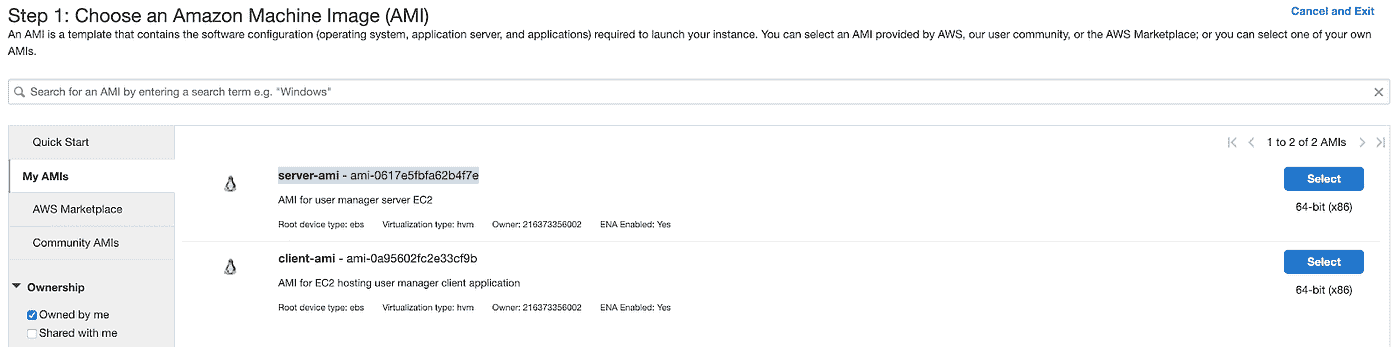 Step 1: Choose an Amazon Machine Image (AMI)
Cancel and Exit
An AMI is a template that contains the software configuration (operating system, application server, and applications) required to launch your instance. You can select an AMI provided by AWS, our user community, or the AWS Marketplace; or you can select one of your own
AMIs.
Search for an AMI by entering a search term e.g. "Windows"
Quick Start
My AMIs
AWS Marketplace
Community AMIs
Ownership
Owned by me
Shared with me
1 to 2 of 2 AMIs
server-ami - ami-0617e5fbfa62b4f7e
AMI for user manager server EC2
Root device type: ebs Virtualization type: hvm Owner: 216373356002 ENA Enabled: Yes
Select
64-bit (x86)
client-ami - ami-0a95602fc2e33cf9b
AMI for EC2 hosting user manager client application
Root device type: ebs Virtualization type: hvm Owner: 216373356002 ENA Enabled: Yes
Select
64-bit (x86)